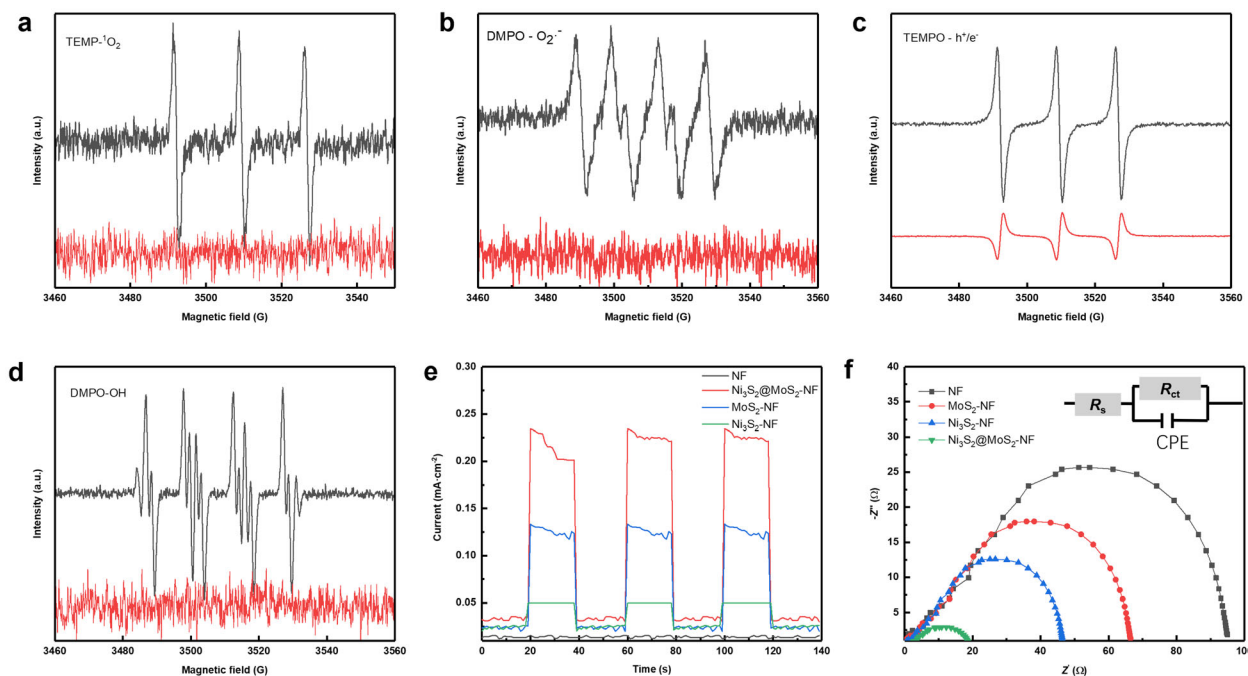 a
TEMP-¹O₂
Intensity (a.u.)
3460 3510 3540
Magnetic field (G)
b
DMPO - O₂·⁻
Intensity (a.u.)
3460 3480 3500 3520 3540 3560
Magnetic field (G)
c
TEMPO - h⁺/e⁻
Intensity (a.u.)
3460 3480 3500 3520 3540 3560
Magnetic field (G)
d
DMPO-OH
Intensity (a.u.)
3460 3480 3500 3520 3540 3560
Magnetic field (G)
e
NF
Ni₃S₂@MoS₂-NF
MoS₂-NF
Ni₃S₂-NF
Current (mA·cm⁻²)
0.30
0.25
0.20
0.15
0.10
0.05
0 20 40 60 80 100 120 140
Time (s)
f
NF
MoS₂-NF
Ni₃S₂-NF
Ni₃S₂@MoS₂-NF
Rₛ
R_ct
CPE
-Z'' (Ω)
40
35
30
25
20
15
10
5
0 20 40 60 80 100
Z' (Ω)